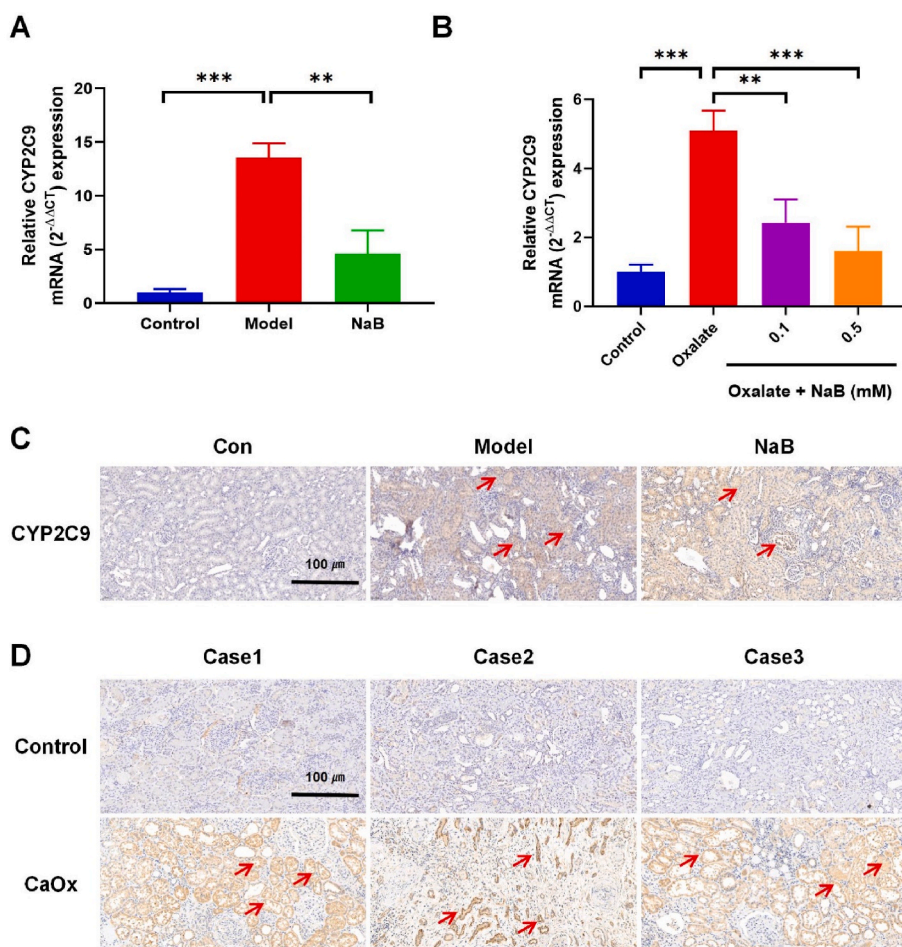 A
Relative CYP2C9
mRNA (2^-ΔΔCT) expression
20
15
10
5
0
***
**
Control
Model
NaB
B
Relative CYP2C9
mRNA (2^-ΔΔCT) expression
6
4
2
0
***
***
**
Control
Oxalate
0.1
0.5
Oxalate + NaB (mM)
C
Con
Model
NaB
CYP2C9
100 μm
D
Case1
Case2
Case3
Control
100 μm
CaOx